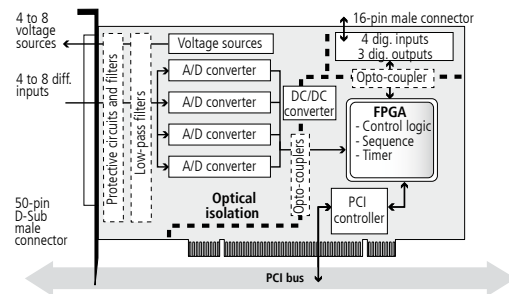 4 to 8
voltage
sources
4 to 8 diff.
inputs
50-pin
D-Sub
male
connector
Protective circuits and filters
Low-pass filters
Voltage sources
A/D converter
A/D converter
A/D converter
A/D converter
Optical
isolation
DC/DC
converter
Opto-couplers
16-pin male connector
4 dig. inputs
3 dig. outputs
Opto-coupler
FPGA
- Control logic
- Sequence
- Timer
PCI
controller
PCI bus